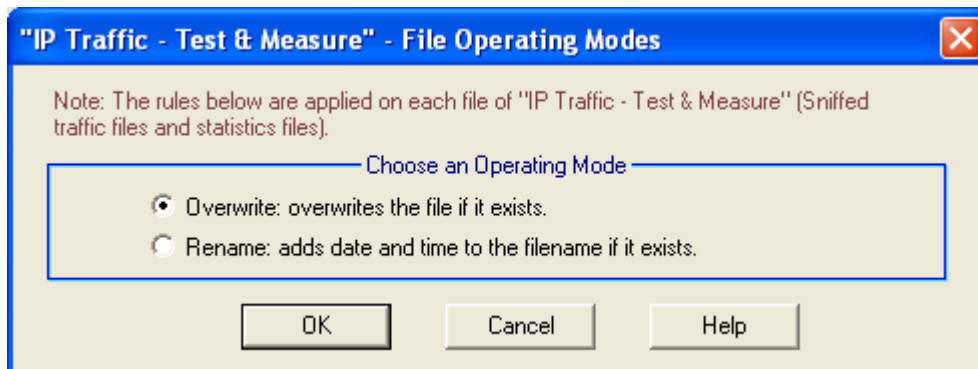 "IP Traffic - Test & Measure" - File Operating Modes
Note: The rules below are applied on each file of "IP Traffic - Test & Measure" (Sniffed
traffic files and statistics files).
Choose an Operating Mode
Overwrite: overwrites the file if it exists.
Rename: adds date and time to the filename if it exists.
OK Cancel Help